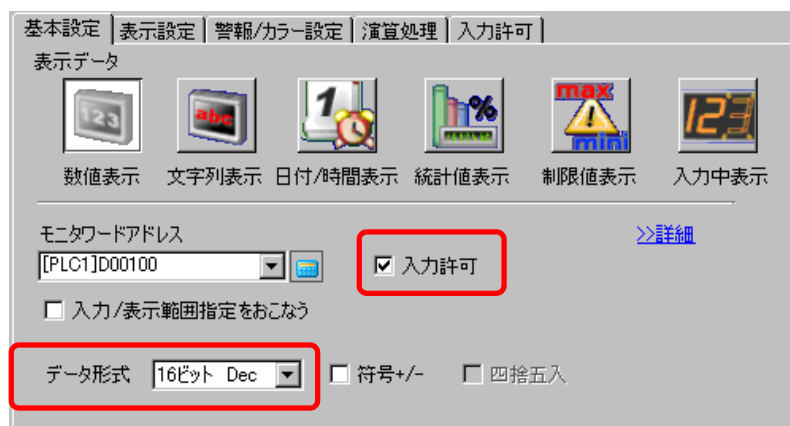 基本設定 表示設定 警報/カラー設定 演算処理 入力許可
表示データ
123 abc 1 % max mini 123
数値表示 文字列表示 日付/時間表示 統計値表示 制限値表示 入力中表示
モニタワードアドレス >>詳細
[PLC1]D00100 入力許可
入力/表示範囲指定をおこなう
データ形式 16ビット Dec 符号+/- 四捨五入